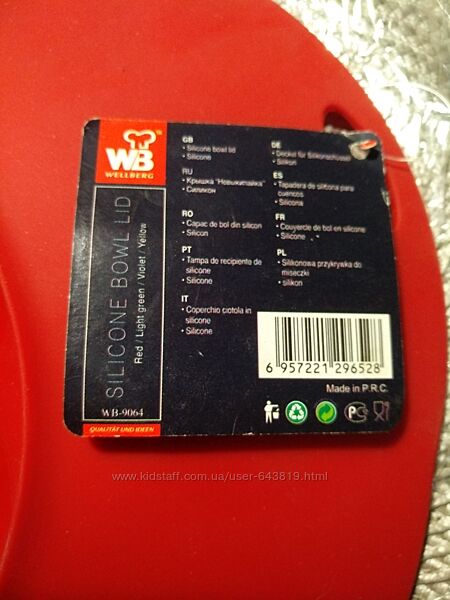 WB
WELLBERG
SILICONE BOWL LID
Red / Light green / Violet / Yellow
WB-9064
QUALITÄT UND IDEEN
GB
• Silicone bowl lid
• Silicone
RU
• Крышка "Невыкипайка"
• Силикон
RO
• Capac de bol din silicon
• Silicon
PT
• Tampa de recipiente de
silicone
• Silicone
IT
• Coperchio ciotola in
silicone
• Silicone
DE
• Deckel für Silikonschüssel
• Silikon
ES
• Tapadera de silicona para
cuencos
• Silicona
FR
• Couvercle de bol en silicone
• Silicone
PL
• Silikonowa przykrywka do
miseczki
• silikon
6 957221 296528
Made in P.R.C.
www.kidstaff.com.ua/user-643819.html